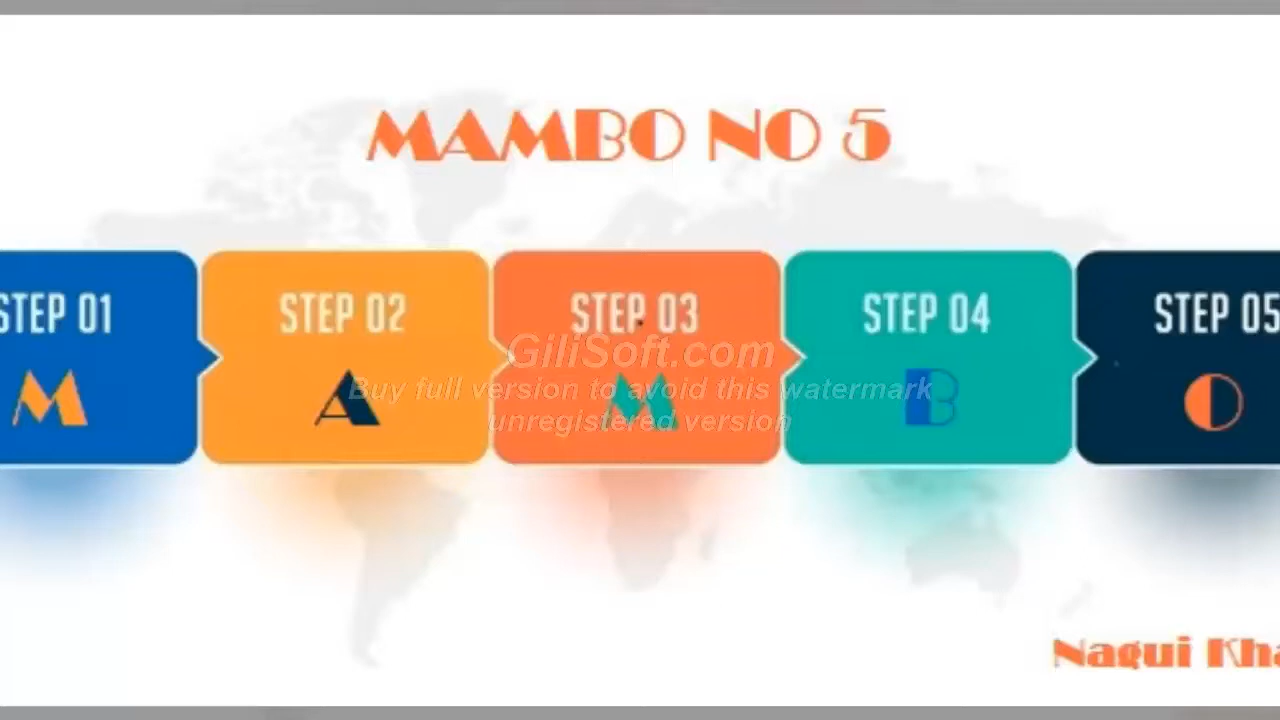 MAMBO NO 5
STEP 01 STEP 02 STEP 03 STEP 04 STEP 05
M A M B O
GiliSoft.com
Buy full version to avoid this watermark
unregistered version
Nagui Kha